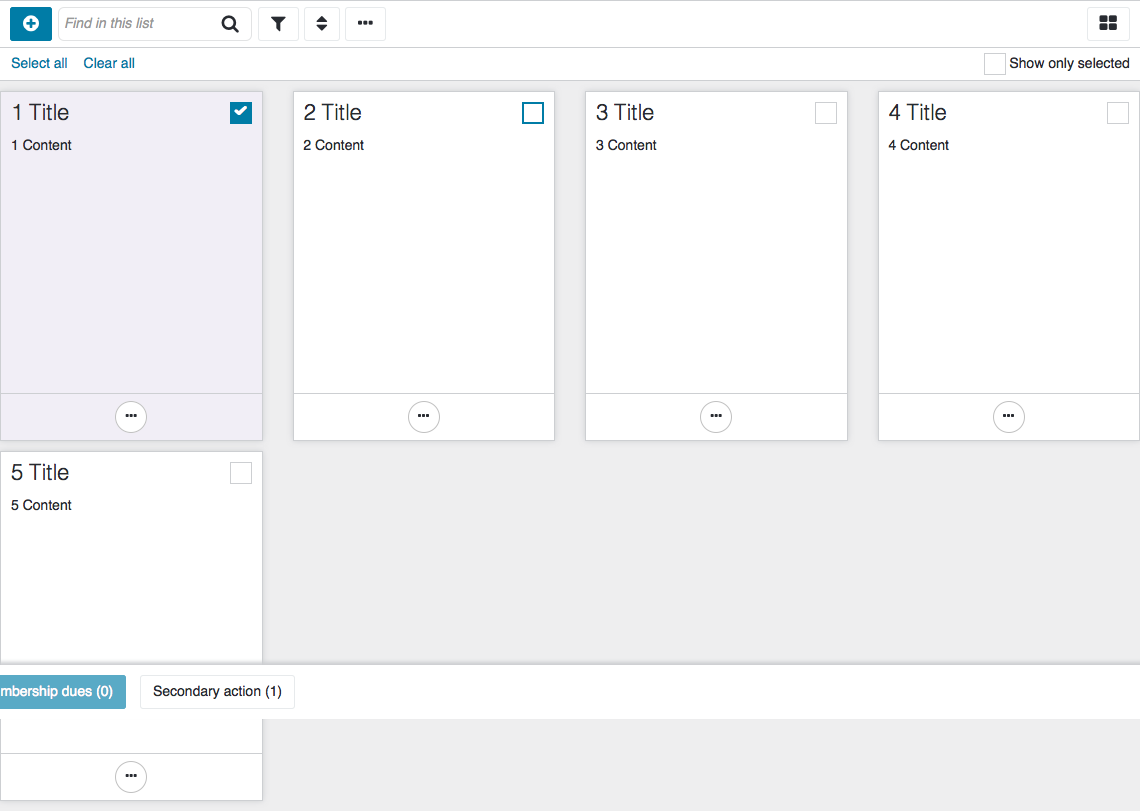 Find in this list
Select all Clear all Show only selected
1 Title
1 Content
2 Title
2 Content
3 Title
3 Content
4 Title
4 Content
5 Title
5 Content
mbership dues (0) Secondary action (1)